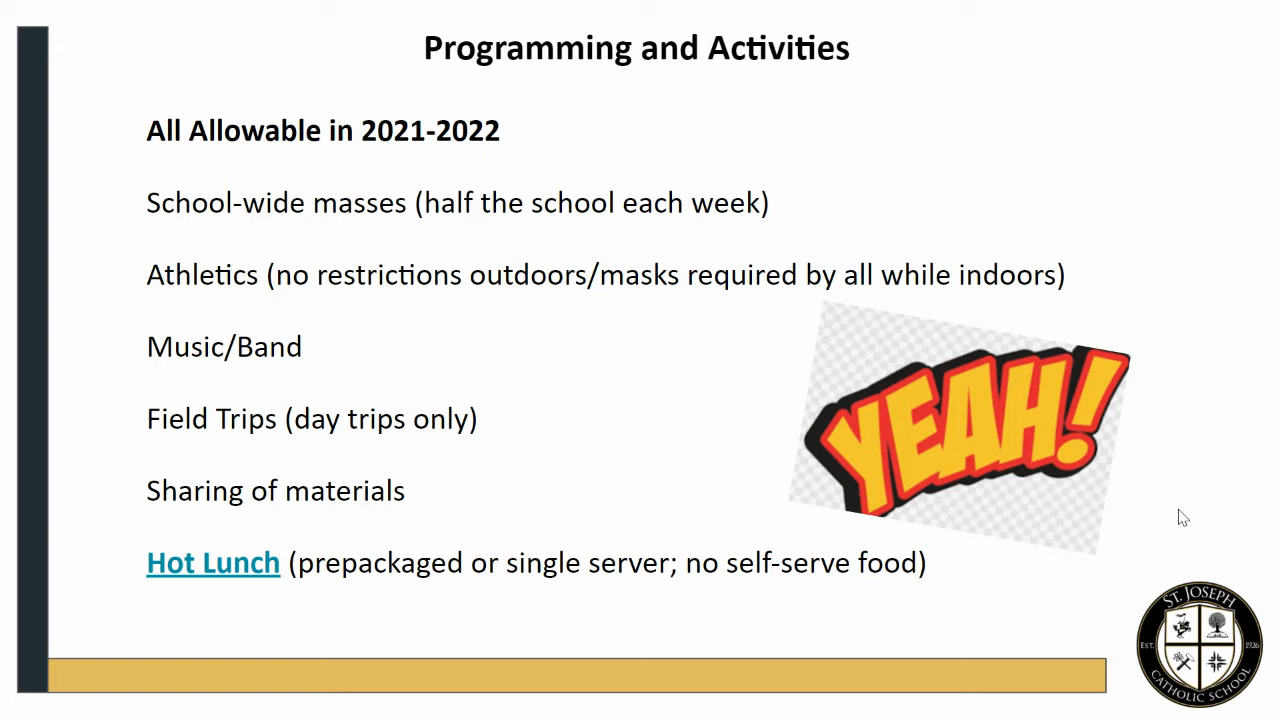 Programming and Activities
All Allowable in 2021-2022
School-wide masses (half the school each week)
Athletics (no restrictions outdoors/masks required by all while indoors)
Music/Band
YEAH!
Field Trips (day trips only)
Sharing of materials
Hot Lunch (prepackaged or single server; no self-serve food)
ST. JOSEPH
EST. 1926
CATHOLIC SCHOOL